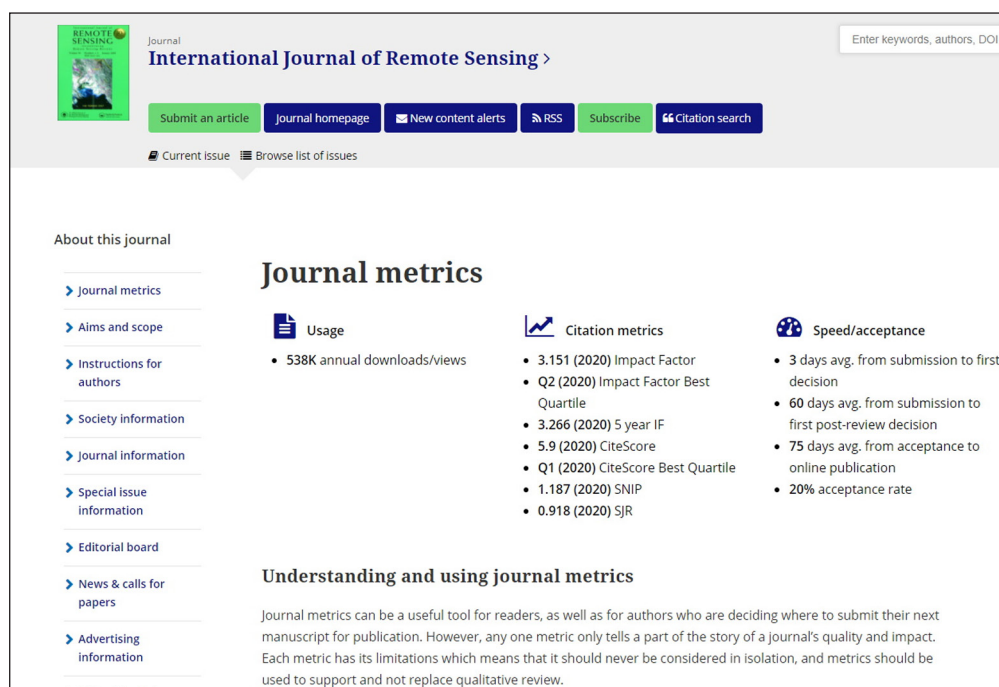 REMOTE
SENSING
Journal
International Journal of Remote Sensing >
Enter keywords, authors, DOI
Submit an article
Journal homepage
New content alerts
RSS
Subscribe
Citation search
Current issue
Browse list of issues
About this journal
Journal metrics
Aims and scope
Instructions for
authors
Society information
Journal information
Special issue
information
Editorial board
News & calls for
papers
Advertising
information
Journal metrics
Usage
• 538K annual downloads/views
Citation metrics
• 3.151 (2020) Impact Factor
• Q2 (2020) Impact Factor Best
Quartile
• 3.266 (2020) 5 year IF
• 5.9 (2020) CiteScore
• Q1 (2020) CiteScore Best Quartile
• 1.187 (2020) SNIP
• 0.918 (2020) SJR
Speed/acceptance
• 3 days avg. from submission to first
decision
• 60 days avg. from submission to
first post-review decision
• 75 days avg. from acceptance to
online publication
• 20% acceptance rate
Understanding and using journal metrics
Journal metrics can be a useful tool for readers, as well as for authors who are deciding where to submit their next
manuscript for publication. However, any one metric only tells a part of the story of a journal’s quality and impact.
Each metric has its limitations which means that it should never be considered in isolation, and metrics should be
used to support and not replace qualitative review.